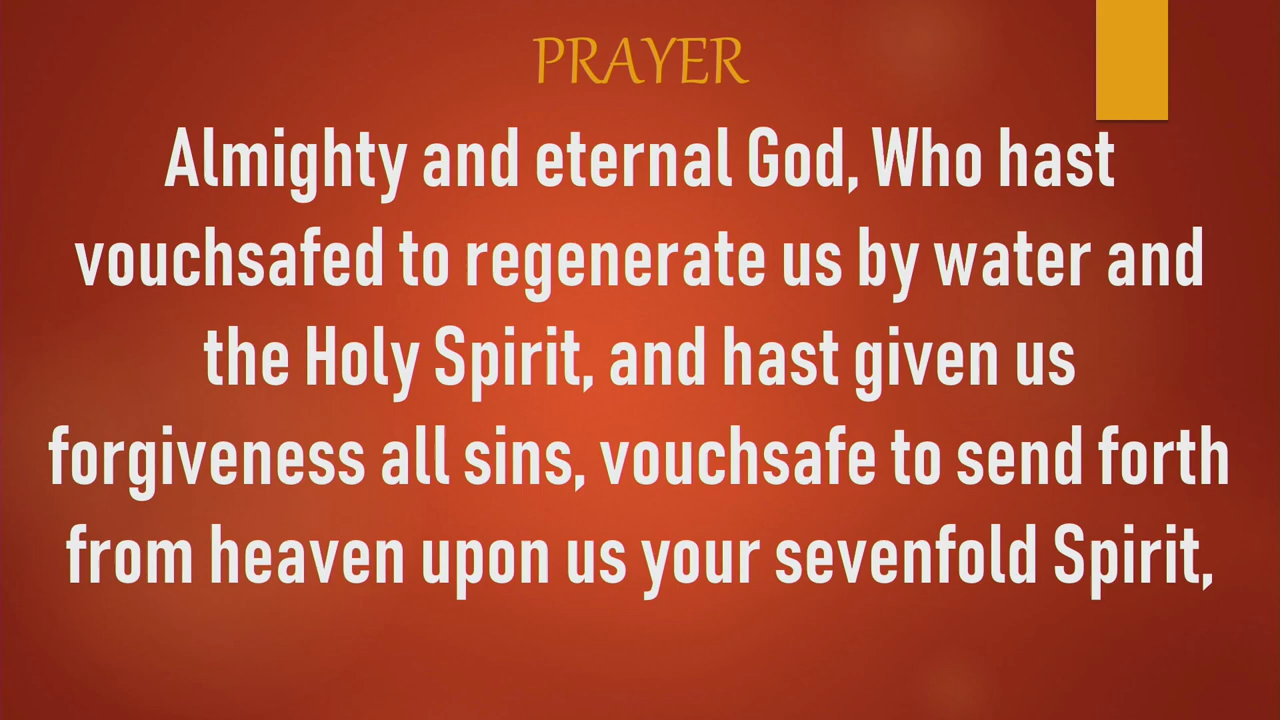 PRAYER
Almighty and eternal God, Who hast
vouchsafed to regenerate us by water and
the Holy Spirit, and hast given us
forgiveness all sins, vouchsafe to send forth
from heaven upon us your sevenfold Spirit,